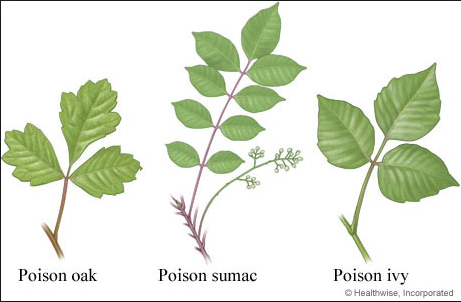 Poison oak
Poison sumac
Poison ivy
© Healthwise, Incorporated